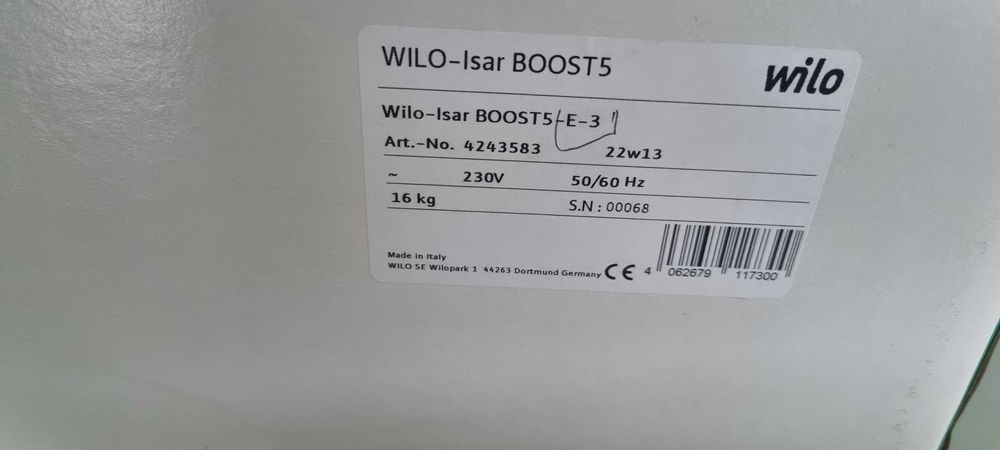 WILO-Isar BOOST5
wilo
Wilo-Isar BOOST5-E-3
Art.-No. 4243583 22w13
~ 230V 50/60 Hz
16 kg S.N : 00068
Made in Italy
WILO SE Wilopark 1 44263 Dortmund Germany CE
4 062679 117300